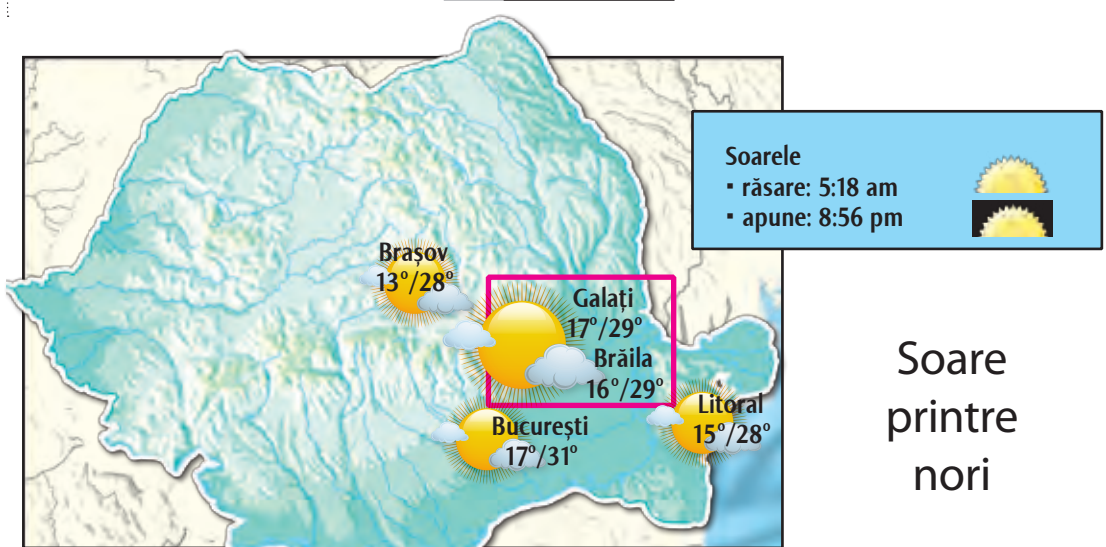 Soarele
▪ răsare: 5:18 am
▪ apune: 8:56 pm
Brașov
13°/28°
Galați
17°/29°
Brăila
16°/29°
Litoral
15°/28°
București
17°/31°
Soare
printre
nori